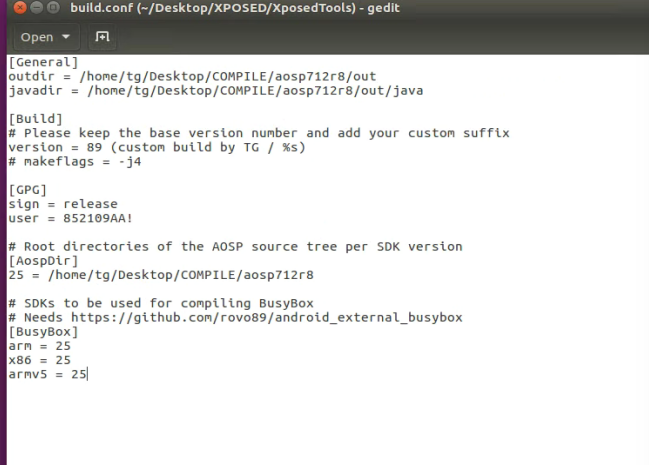 build.conf (~/Desktop/XPOSED/XposedTools) - gedit
Open
[General]
outdir = /home/tg/Desktop/COMPILE/aosp712r8/out
javadir = /home/tg/Desktop/COMPILE/aosp712r8/out/java
[Build]
# Please keep the base version number and add your custom suffix
version = 89 (custom build by TG / %s)
# makeflags = -j4
[GPG]
sign = release
user = 852109AA!
# Root directories of the AOSP source tree per SDK version
[AospDir]
25 = /home/tg/Desktop/COMPILE/aosp712r8
# SDKs to be used for compiling BusyBox
# Needs https://github.com/rovo89/android_external_busybox
[BusyBox]
arm = 25
x86 = 25
armv5 = 25